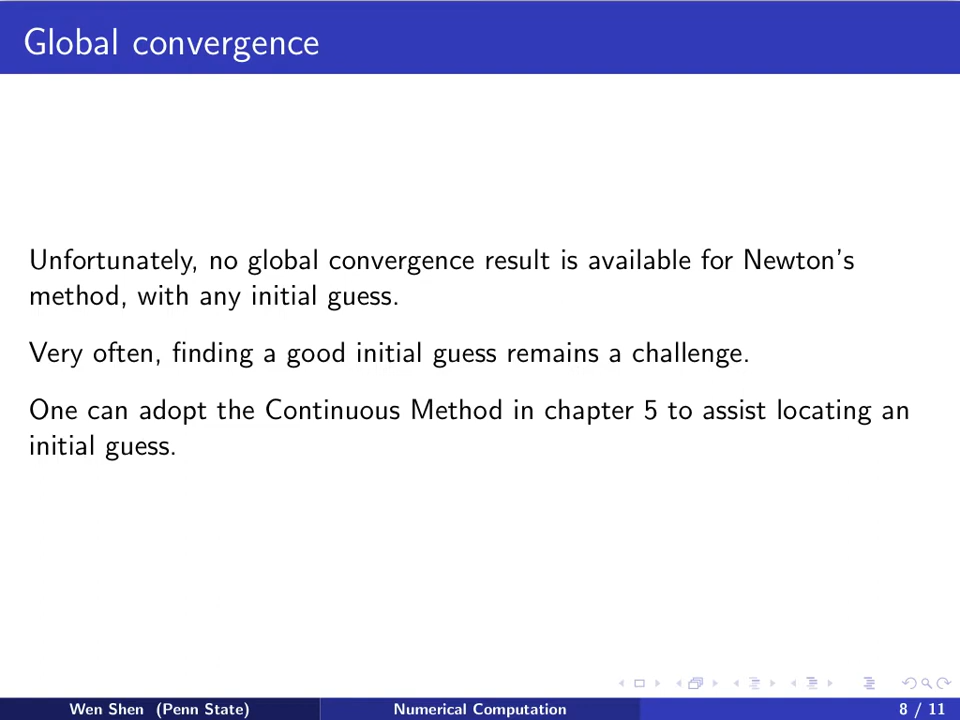 Global convergence
Unfortunately, no global convergence result is available for Newton's
method, with any initial guess.
Very often, finding a good initial guess remains a challenge.
One can adopt the Continuous Method in chapter 5 to assist locating an
initial guess.
Wen Shen (Penn State) Numerical Computation 8 / 11